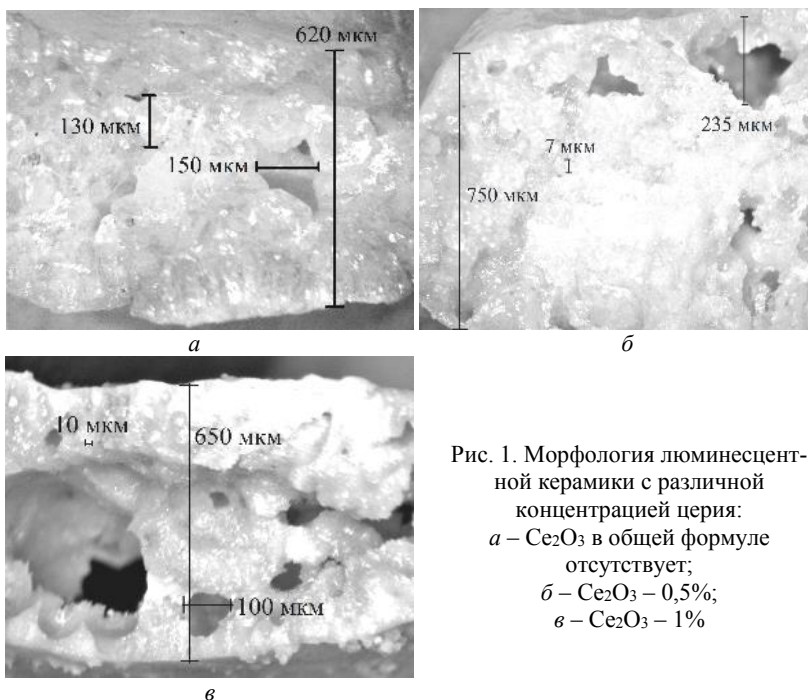 620 мкм
130 мкм
150 мкм
а
235 мкм
7 мкм
750 мкм
б
10 мкм
650 мкм
100 мкм
в
Рис. 1. Морфология люминесцент-
ной керамики с различной
концентрацией церия:
а – Ce₂O₃ в общей формуле
отсутствует;
б – Ce₂O₃ – 0,5%;
в – Ce₂O₃ – 1%